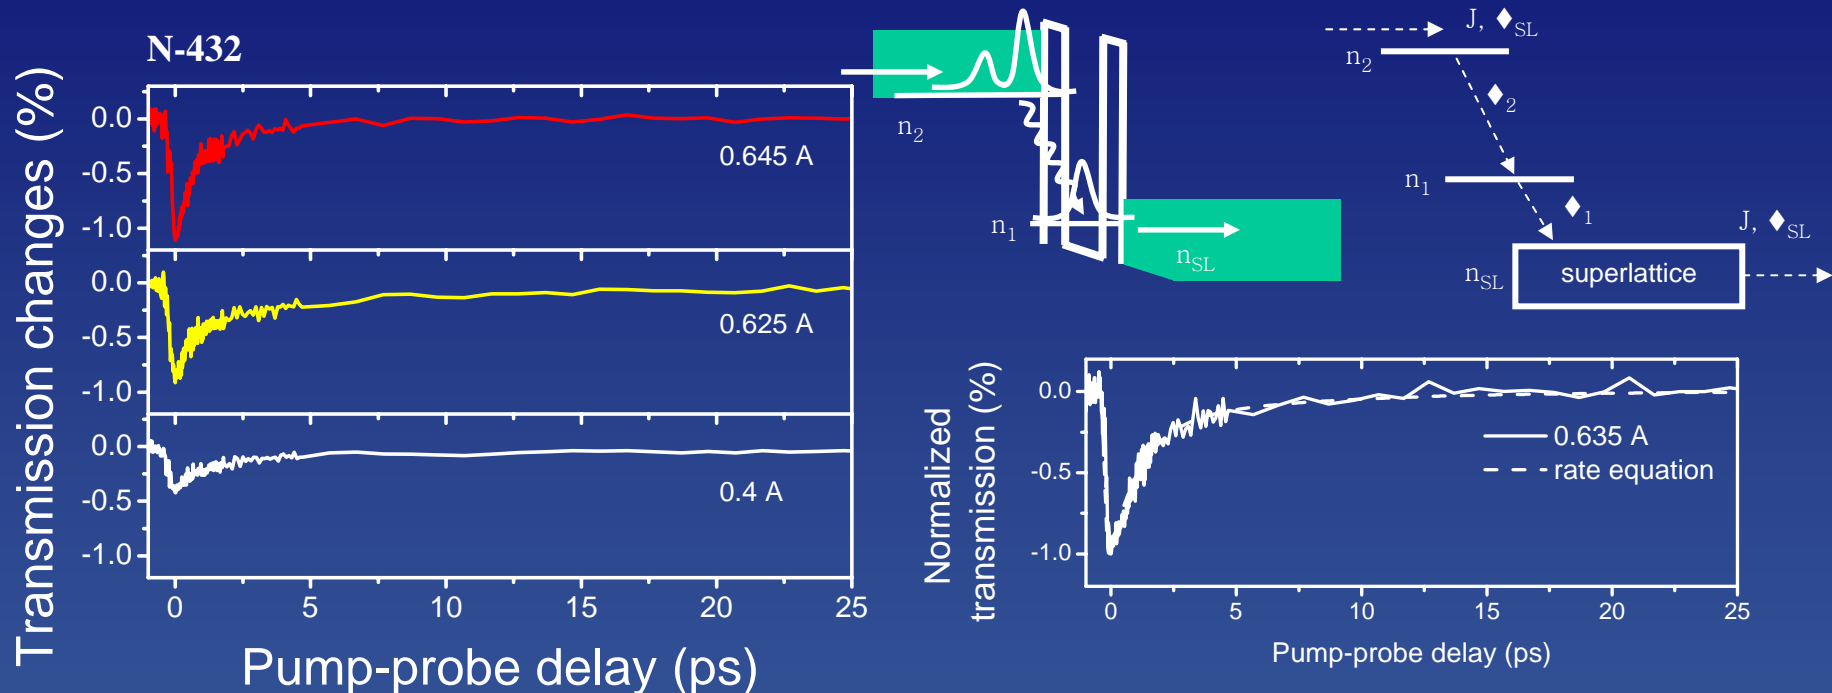 N-432
Transmission changes (%)
0.0
-0.5
-1.0
0.645 A
0.0
-0.5
-1.0
0.625 A
0.0
-0.5
-1.0
0.4 A
0 5 10 15 20 25
Pump-probe delay (ps)
n2
n1
nSL
J, ♦SL
n2
♦2
n1
♦1
J, ♦SL
nSL
superlattice
Normalized
transmission (%)
0.0
-0.5
-1.0
0.635 A
rate equation
0 5 10 15 20 25
Pump-probe delay (ps)